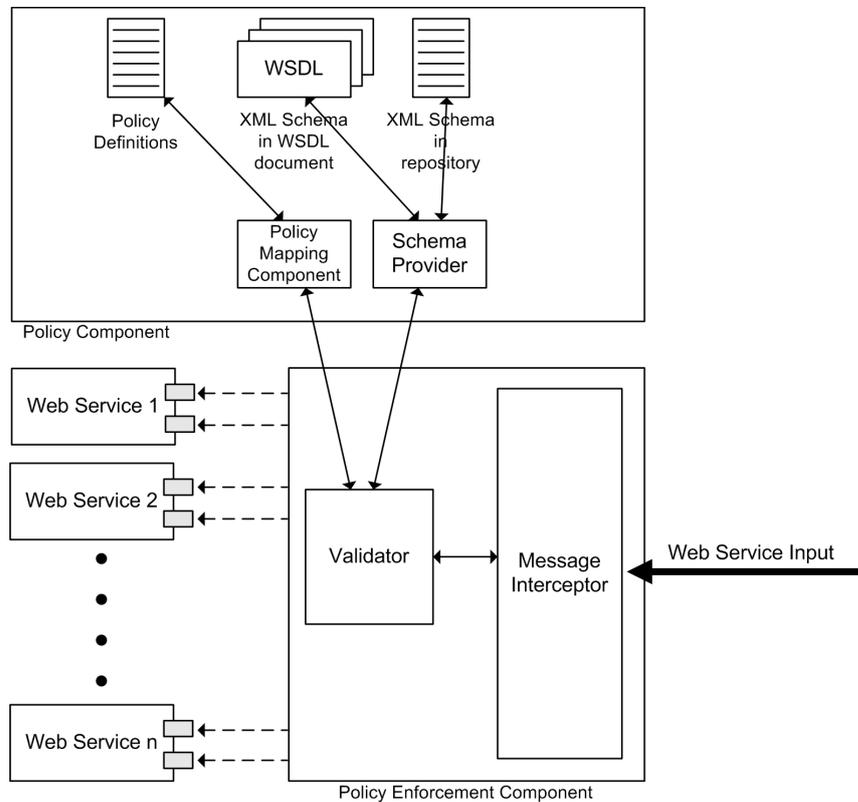 WSDL
Policy
Definitions
XML Schema
in WSDL
document
XML Schema
in
repository
Policy
Mapping
Component
Schema
Provider
Policy Component
Web Service 1
Web Service 2
Web Service n
Validator
Message
Interceptor
Web Service Input
Policy Enforcement Component